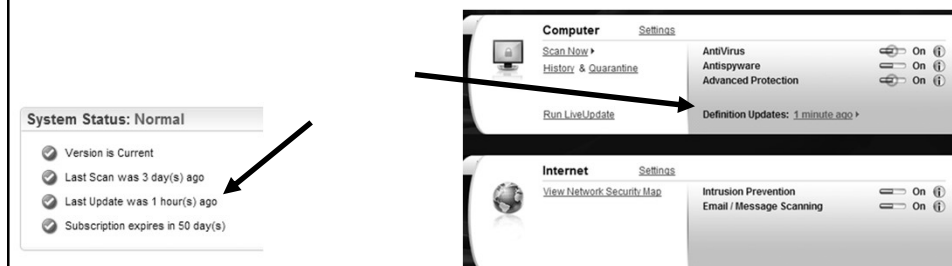 System Status: Normal
Version is Current
Last Scan was 3 day(s) ago
Last Update was 1 hour(s) ago
Subscription expires in 50 day(s)
Computer Settings
Scan Now
History & Quarantine
Run LiveUpdate
AntiVirus On
Antispyware On
Advanced Protection On
Definition Updates: 1 minute ago
Internet Settings
View Network Security Map
Intrusion Prevention On
Email / Message Scanning On